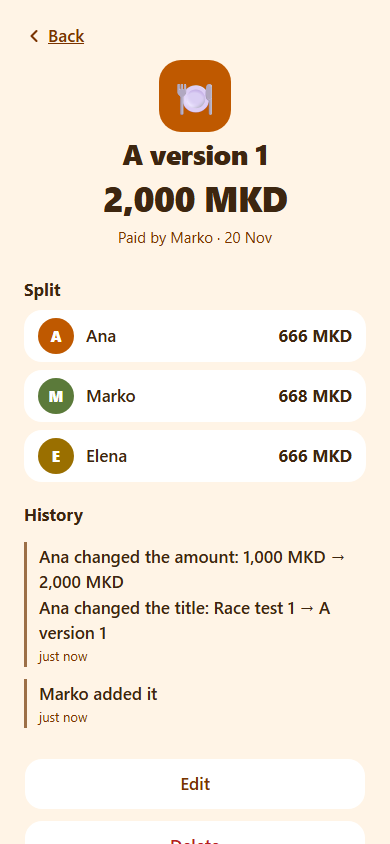 Back
A version 1
2,000 MKD
Paid by Marko · 20 Nov
Split
A Ana 666 MKD
M Marko 668 MKD
E Elena 666 MKD
History
Ana changed the amount: 1,000 MKD →
2,000 MKD
Ana changed the title: Race test 1 → A
version 1
just now
Marko added it
just now
Edit
Delete